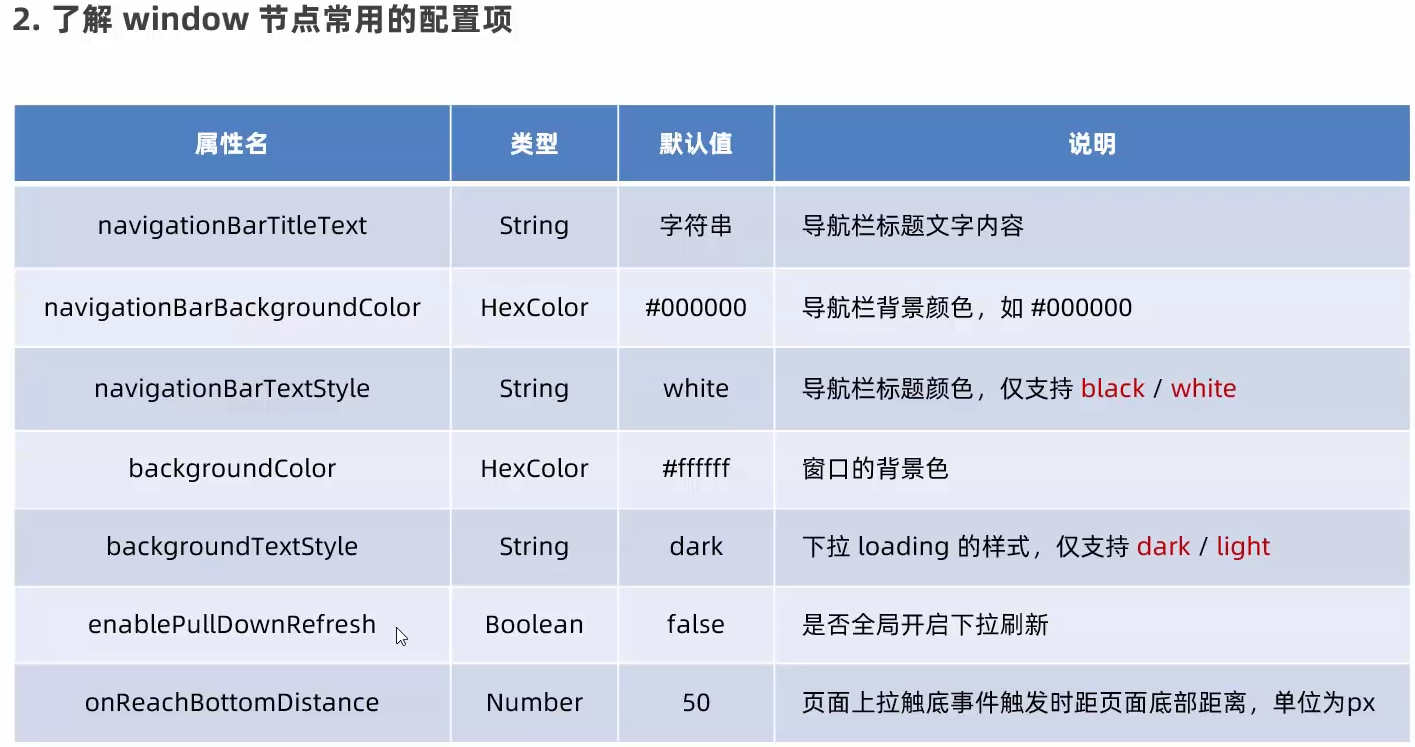 2. 了解 window 节点常用的配置项
属性名 类型 默认值 说明
navigationBarTitleText String 字符串 导航栏标题文字内容
navigationBarBackgroundColor HexColor #000000 导航栏背景颜色，如 #000000
navigationBarTextStyle String white 导航栏标题颜色，仅支持 black / white
backgroundColor HexColor #ffffff 窗口的背景色
backgroundTextStyle String dark 下拉 loading 的样式，仅支持 dark / light
enablePullDownRefresh Boolean false 是否全局开启下拉刷新
onReachBottomDistance Number 50 页面上拉触底事件触发时距页面底部距离，单位为px